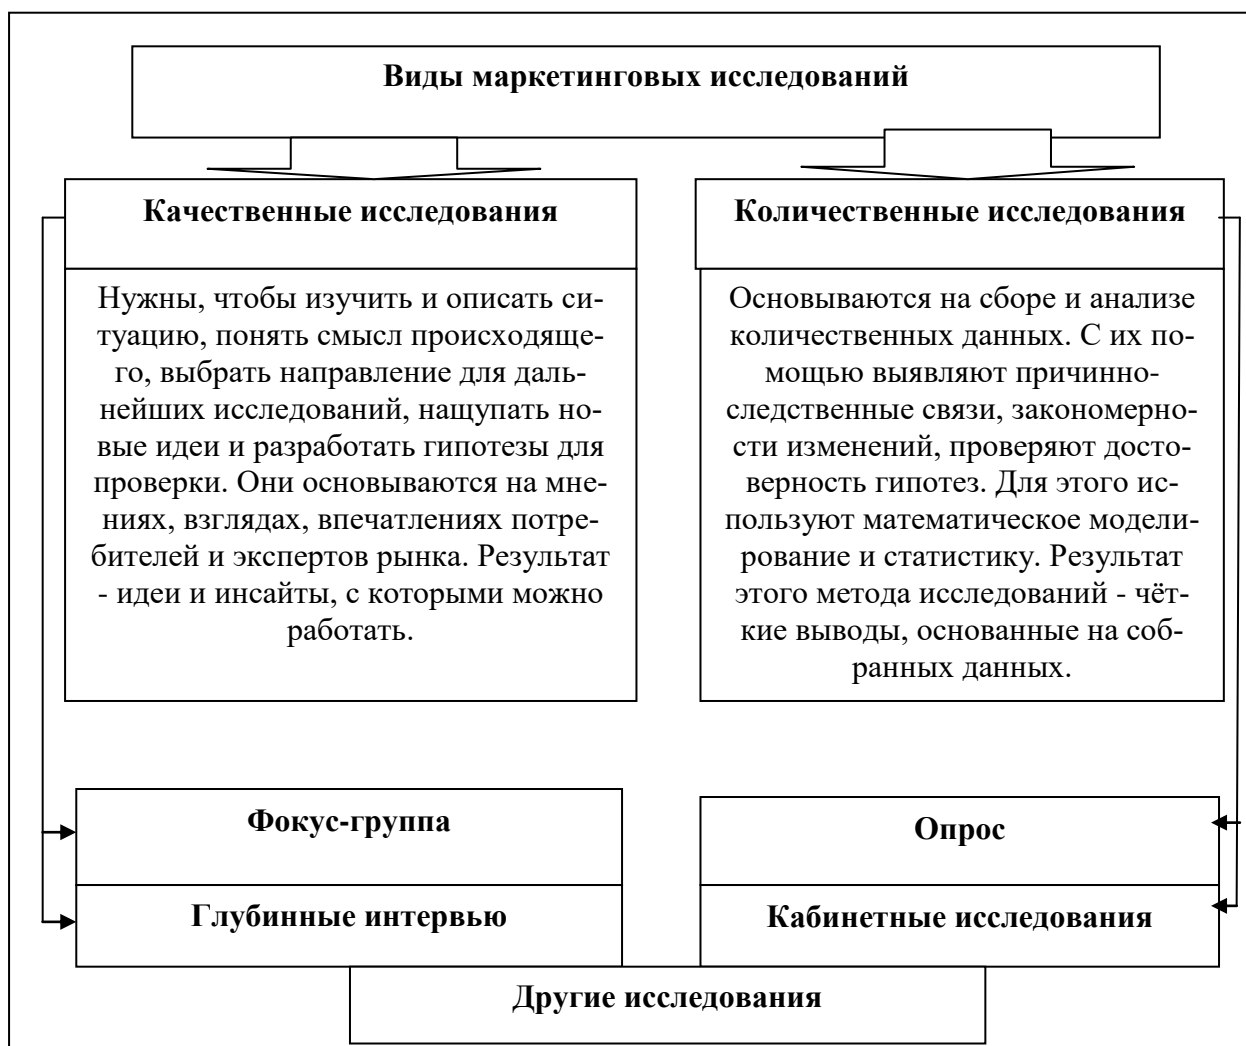 Виды маркетинговых исследований
Качественные исследования
Нужны, чтобы изучить и описать си-
туацию, понять смысл происходяще-
го, выбрать направление для даль-
нейших исследований, нащупать но-
вые идеи и разработать гипотезы для
проверки. Они основываются на мне-
ниях, взглядах, впечатлениях потре-
бителей и экспертов рынка. Результат
- идеи и инсайты, с которыми можно
работать.
Количественные исследования
Основываются на сборе и анализе
количественных данных. С их по-
мощью выявляют причинно-
следственные связи, закономерно-
сти изменений, проверяют досто-
верность гипотез. Для этого ис-
пользуют математическое модели-
рование и статистику. Результат
этого метода исследований - чёт-
кие выводы, основанные на соб-
ранных данных.
Фокус-группа
Глубинные интервью
Опрос
Кабинетные исследования
Другие исследования